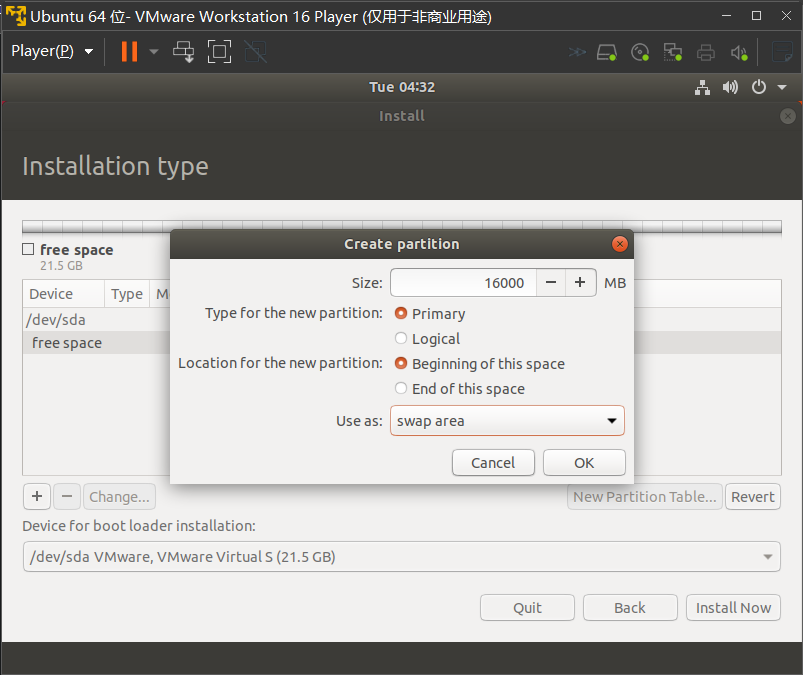 Ubuntu 64 位- VMware Workstation 16 Player (仅用于非商业用途)
Player(P)
Tue 04:32
Install
Installation type
free space
21.5 GB
Create partition
Size: 16000 MB
Type for the new partition: Primary
Logical
Location for the new partition: Beginning of this space
End of this space
Use as: swap area
Cancel OK
Device Type M
/dev/sda
free space
+ − Change... New Partition Table... Revert
Device for boot loader installation:
/dev/sda VMware, VMware Virtual S (21.5 GB)
Quit Back Install Now